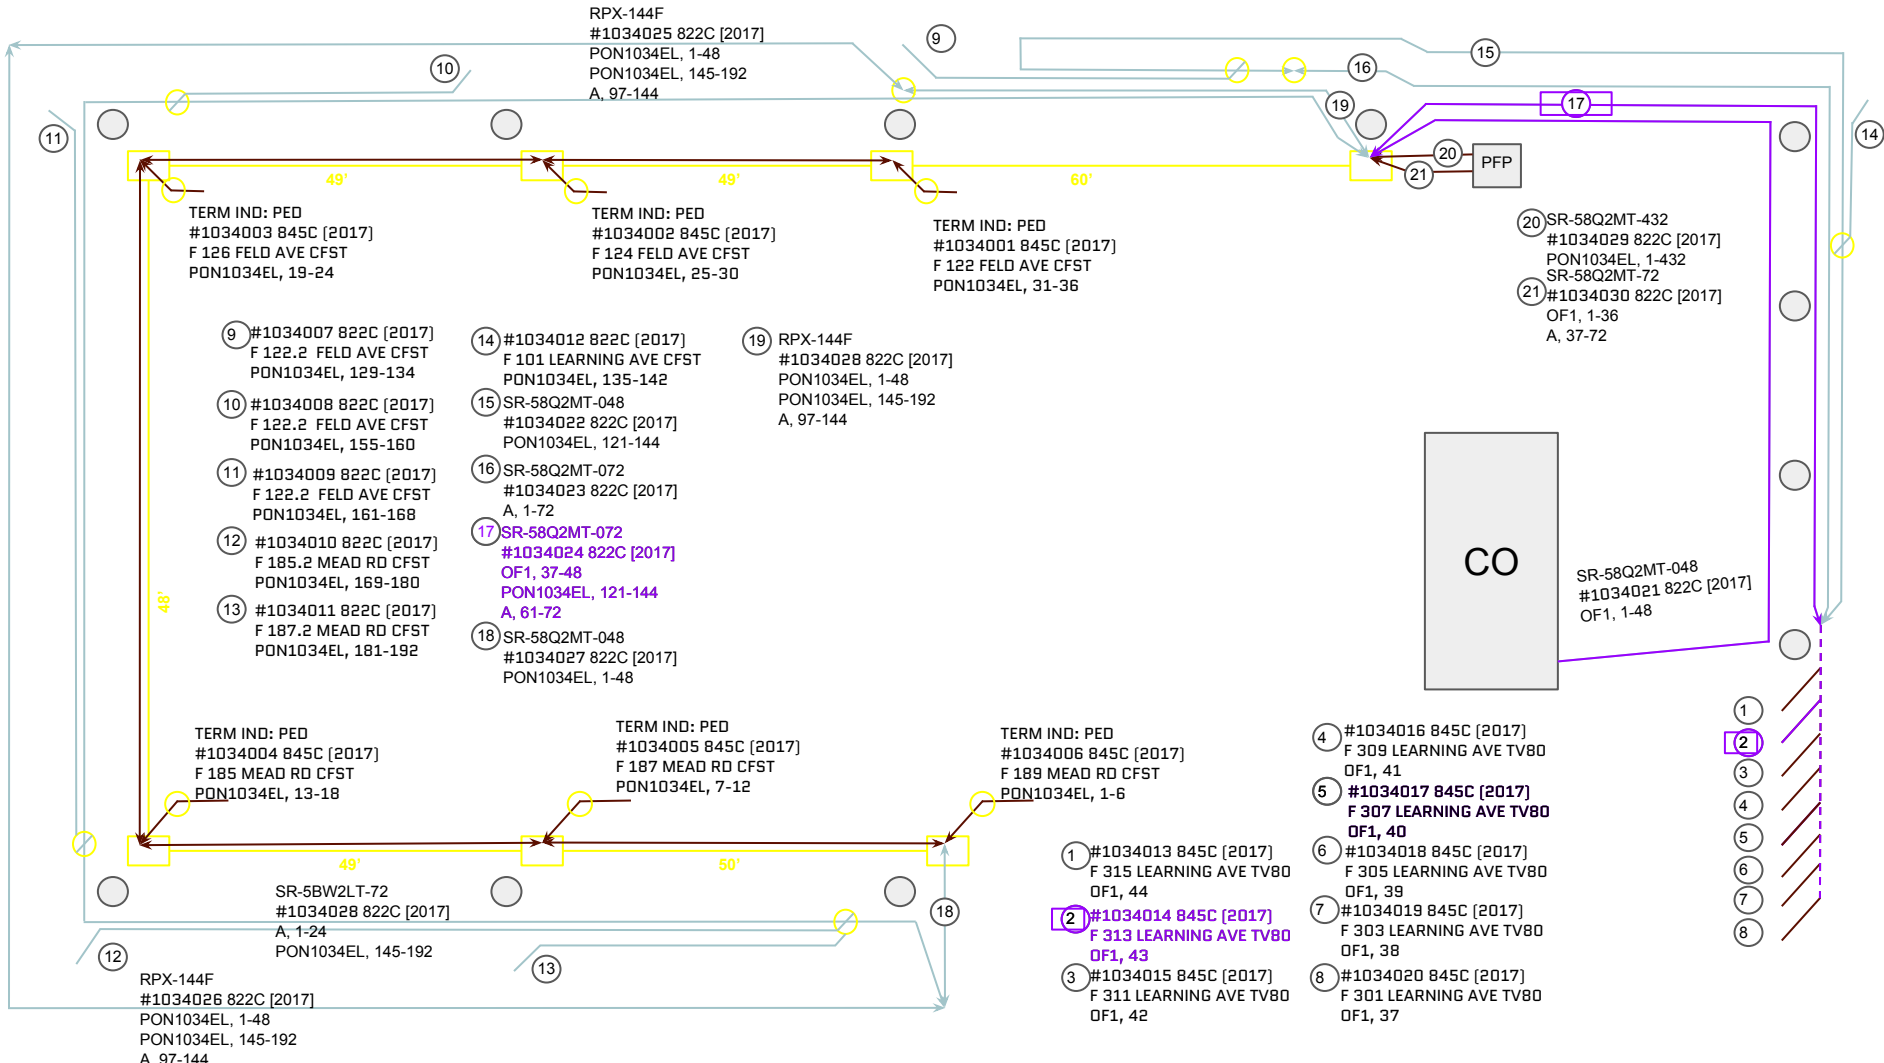 RPX-144F
#1034025 822C [2017]
PON1034EL, 1-48
PON1034EL, 145-192
A, 97-144
9
10
15
16
17
19
11
14
20
21
PFP
49'
49'
60'
TERM IND: PED
#1034003 845C [2017]
F 126 FELD AVE CFST
PON1034EL, 19-24
TERM IND: PED
#1034002 845C [2017]
F 124 FELD AVE CFST
PON1034EL, 25-30
TERM IND: PED
#1034001 845C [2017]
F 122 FELD AVE CFST
PON1034EL, 31-36
20
SR-58Q2MT-432
#1034029 822C [2017]
PON1034EL, 1-432
21
SR-58Q2MT-72
#1034030 822C [2017]
OF1, 1-36
A, 37-72
9
#1034007 822C [2017]
F 122.2 FELD AVE CFST
PON1034EL, 129-134
10
#1034008 822C [2017]
F 122.2 FELD AVE CFST
PON1034EL, 155-160
11
#1034009 822C [2017]
F 122.2 FELD AVE CFST
PON1034EL, 161-168
12
#1034010 822C [2017]
F 185.2 MEAD RD CFST
PON1034EL, 169-180
13
#1034011 822C [2017]
F 187.2 MEAD RD CFST
PON1034EL, 181-192
14
#1034012 822C [2017]
F 101 LEARNING AVE CFST
PON1034EL, 135-142
15
SR-58Q2MT-048
#1034022 822C [2017]
PON1034EL, 121-144
16
SR-58Q2MT-072
#1034023 822C [2017]
A, 1-72
17
SR-58Q2MT-072
#1034024 822C [2017]
OF1, 37-48
PON1034EL, 121-144
A, 61-72
18
SR-58Q2MT-048
#1034027 822C [2017]
PON1034EL, 1-48
19
RPX-144F
#1034028 822C [2017]
PON1034EL, 1-48
PON1034EL, 145-192
A, 97-144
48'
CO
SR-58Q2MT-048
#1034021 822C [2017]
OF1, 1-48
TERM IND: PED
#1034004 845C [2017]
F 185 MEAD RD CFST
PON1034EL, 13-18
TERM IND: PED
#1034005 845C [2017]
F 187 MEAD RD CFST
PON1034EL, 7-12
TERM IND: PED
#1034006 845C [2017]
F 189 MEAD RD CFST
PON1034EL, 1-6
49'
50'
1
2
3
4
5
6
7
8
1
#1034013 845C [2017]
F 315 LEARNING AVE TV80
OF1, 44
2
#1034014 845C [2017]
F 313 LEARNING AVE TV80
OF1, 43
3
#1034015 845C [2017]
F 311 LEARNING AVE TV80
OF1, 42
4
#1034016 845C [2017]
F 309 LEARNING AVE TV80
OF1, 41
5
#1034017 845C [2017]
F 307 LEARNING AVE TV80
OF1, 40
6
#1034018 845C [2017]
F 305 LEARNING AVE TV80
OF1, 39
7
#1034019 845C [2017]
F 303 LEARNING AVE TV80
OF1, 38
8
#1034020 845C [2017]
F 301 LEARNING AVE TV80
OF1, 37
SR-5BW2LT-72
#1034028 822C [2017]
A, 1-24
PON1034EL, 145-192
18
12
13
RPX-144F
#1034026 822C [2017]
PON1034EL, 1-48
PON1034EL, 145-192
A, 97-144